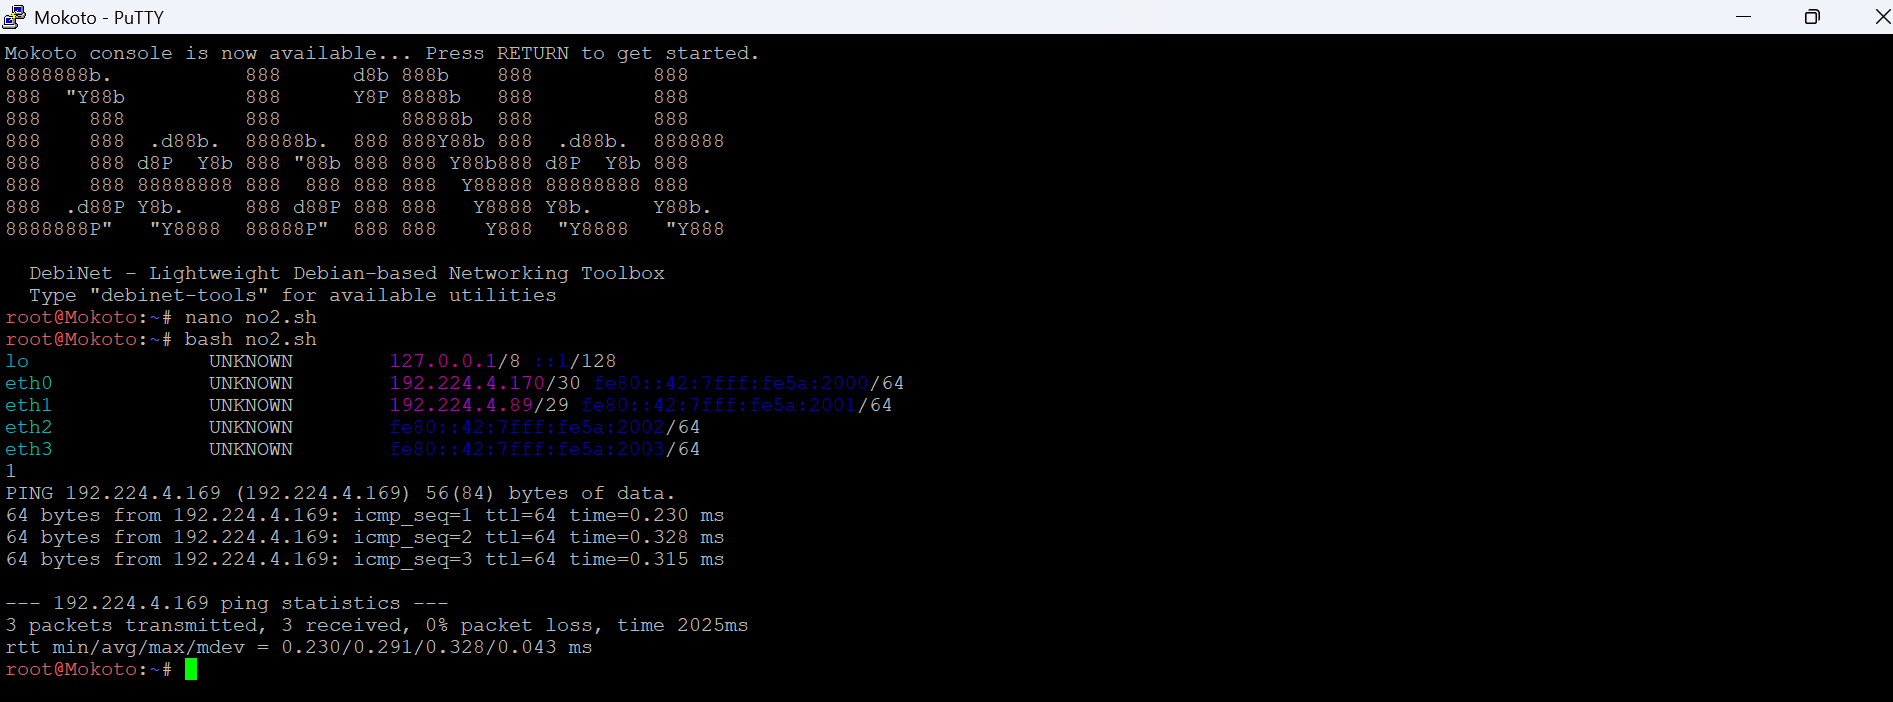 Mokoto - PuTTY
Mokoto console is now available... Press RETURN to get started.
8888888b.           888      d8b 888b    888          888
888  "Y88b          888      Y8P 8888b   888          888
888    888          888          88888b  888          888
888    888  .d88b.  88888b.  888 888Y88b 888  .d88b.  888888
888    888 d8P  Y8b 888 "88b 888 888 Y88b888 d8P  Y8b 888
888    888 88888888 888  888 888 888  Y88888 88888888 888
888  .d88P Y8b.     888 d88P 888 888   Y8888 Y8b.     Y88b.
8888888P"   "Y8888  88888P"  888 888    Y888  "Y8888   "Y888
DebiNet - Lightweight Debian-based Networking Toolbox
Type "debinet-tools" for available utilities
root@Mokoto:~# nano no2.sh
root@Mokoto:~# bash no2.sh
lo               UNKNOWN        127.0.0.1/8 ::1/128
eth0             UNKNOWN        192.224.4.170/30 fe80::42:7fff:fe5a:2000/64
eth1             UNKNOWN        192.224.4.89/29 fe80::42:7fff:fe5a:2001/64
eth2             UNKNOWN        fe80::42:7fff:fe5a:2002/64
eth3             UNKNOWN        fe80::42:7fff:fe5a:2003/64
1
PING 192.224.4.169 (192.224.4.169) 56(84) bytes of data.
64 bytes from 192.224.4.169: icmp_seq=1 ttl=64 time=0.230 ms
64 bytes from 192.224.4.169: icmp_seq=2 ttl=64 time=0.328 ms
64 bytes from 192.224.4.169: icmp_seq=3 ttl=64 time=0.315 ms
--- 192.224.4.169 ping statistics ---
3 packets transmitted, 3 received, 0% packet loss, time 2025ms
rtt min/avg/max/mdev = 0.230/0.291/0.328/0.043 ms
root@Mokoto:~#